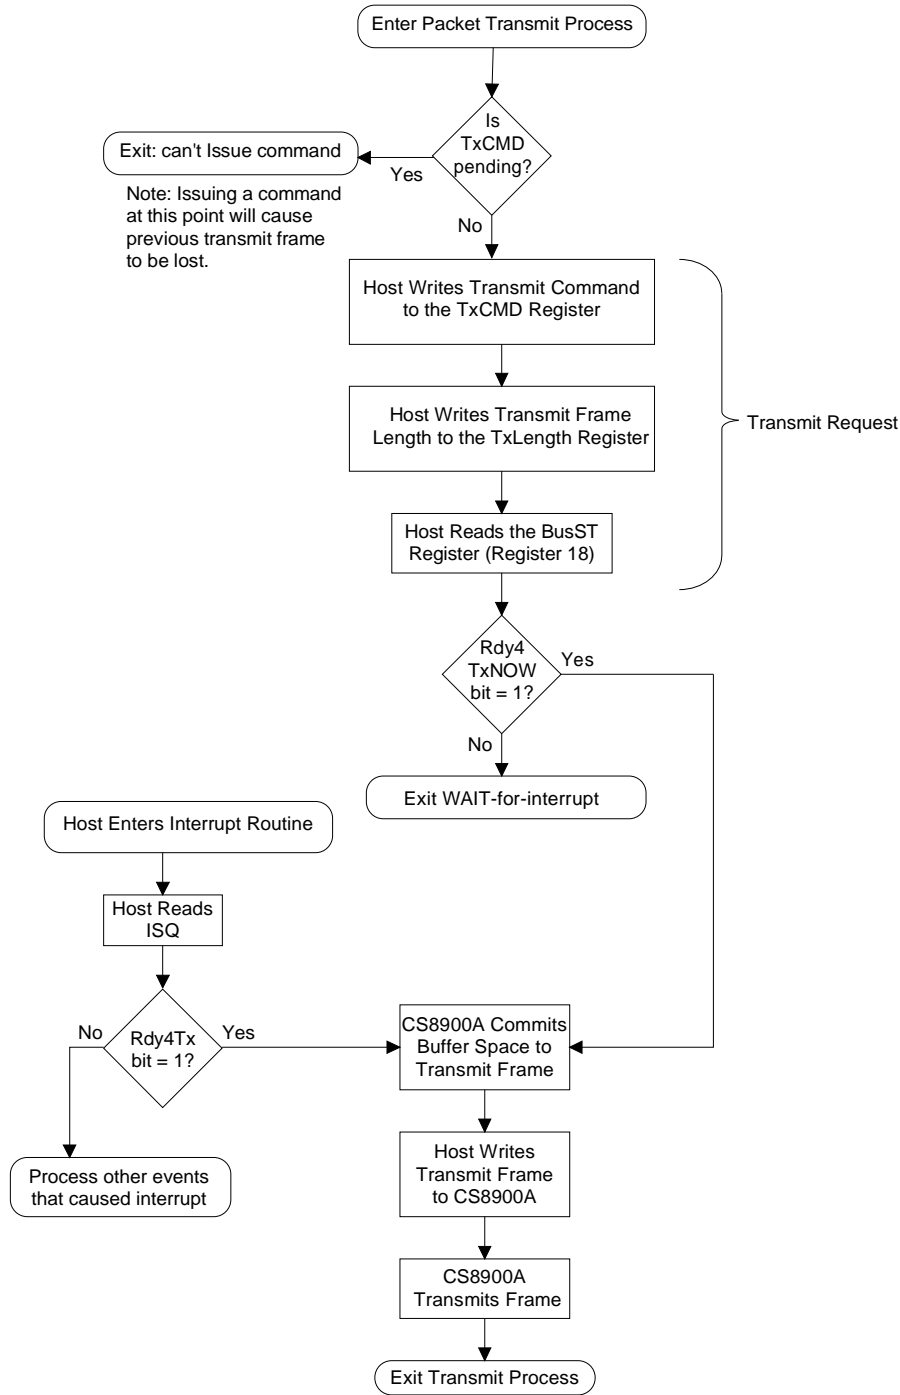 Enter Packet Transmit Process
Is
TxCMD
pending?
Exit: can't Issue command
Yes
Note: Issuing a command
at this point will cause
previous transmit frame
to be lost.
No
Host Writes Transmit Command
to the TxCMD Register
Host Writes Transmit Frame
Length to the TxLength Register
Transmit Request
Host Reads the BusST
Register (Register 18)
Rdy4
TxNOW
bit = 1?
Yes
No
Exit WAIT-for-interrupt
Host Enters Interrupt Routine
Host Reads
ISQ
No
Rdy4Tx
bit = 1?
Yes
CS8900A Commits
Buffer Space to
Transmit Frame
Process other events
that caused interrupt
Host Writes
Transmit Frame
to CS8900A
CS8900A
Transmits Frame
Exit Transmit Process